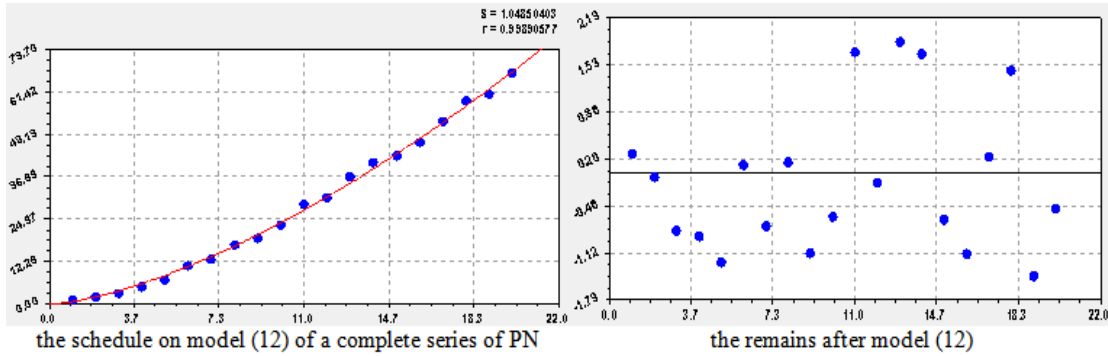 S = 1.04850403
r = 0.99890577
73.70
61.42
49.13
36.85
24.57
12.28
0.00
0.0 3.7 7.3 11.0 14.7 18.3 22.0
the schedule on model (12) of a complete series of PN
2.19
1.53
0.86
0.20
-0.46
-1.12
-1.79
0.0 3.7 7.3 11.0 14.7 18.3 22.0
the remains after model (12)